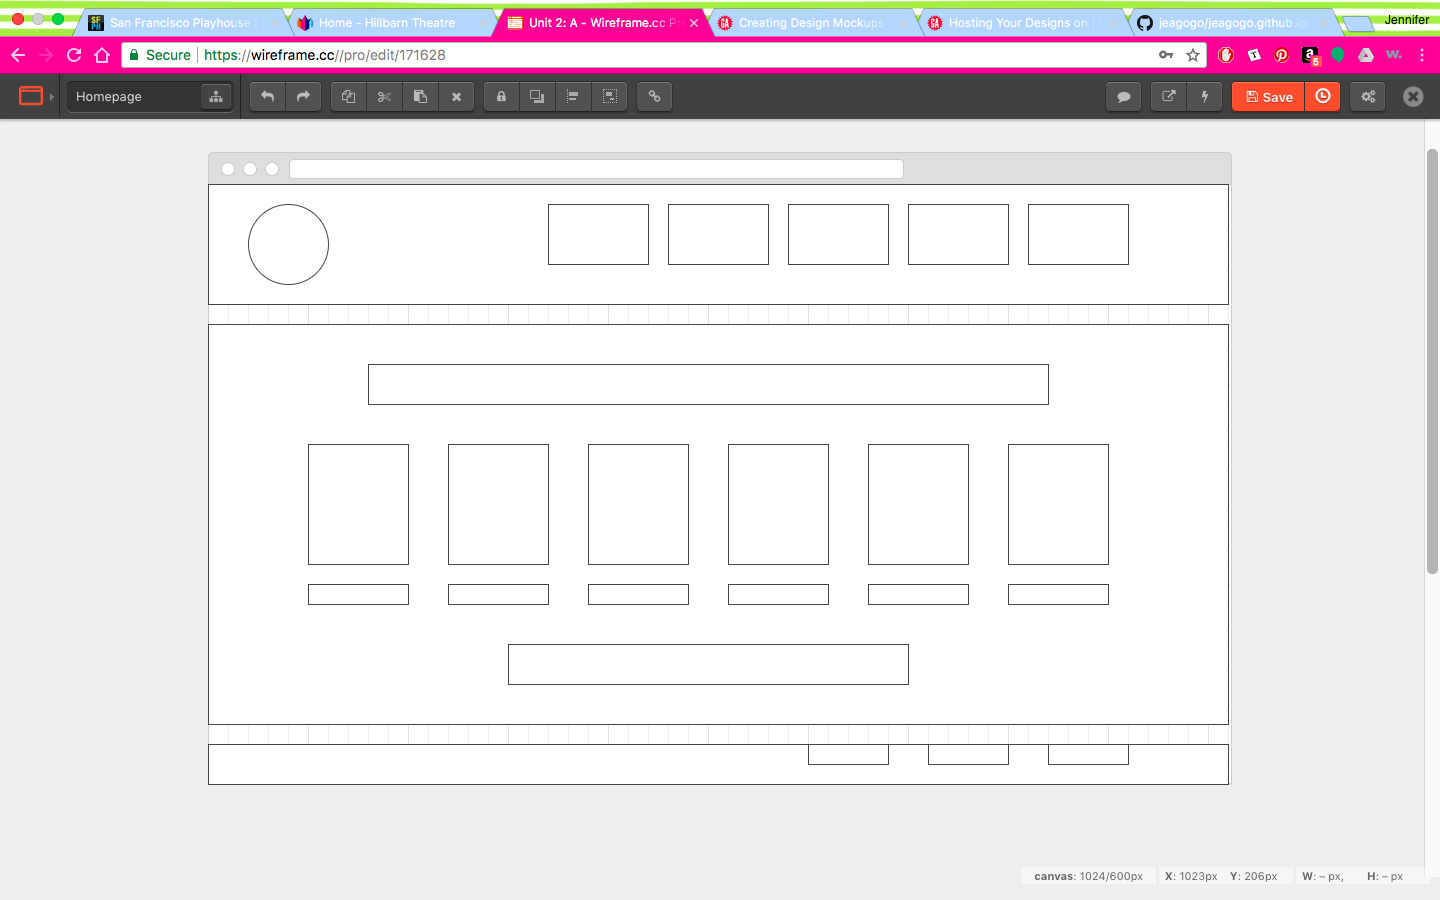 San Francisco Playhouse
Home - Hillbarn Theatre
Unit 2: A - Wireframe.cc Pr
Creating Design Mockups
Hosting Your Designs on
jeagogo/jeagogo.github.io
Jennifer
Secure https://wireframe.cc//pro/edit/171628
Homepage
Save
canvas: 1024/600px X: 1023px Y: 206px W: – px, H: – px